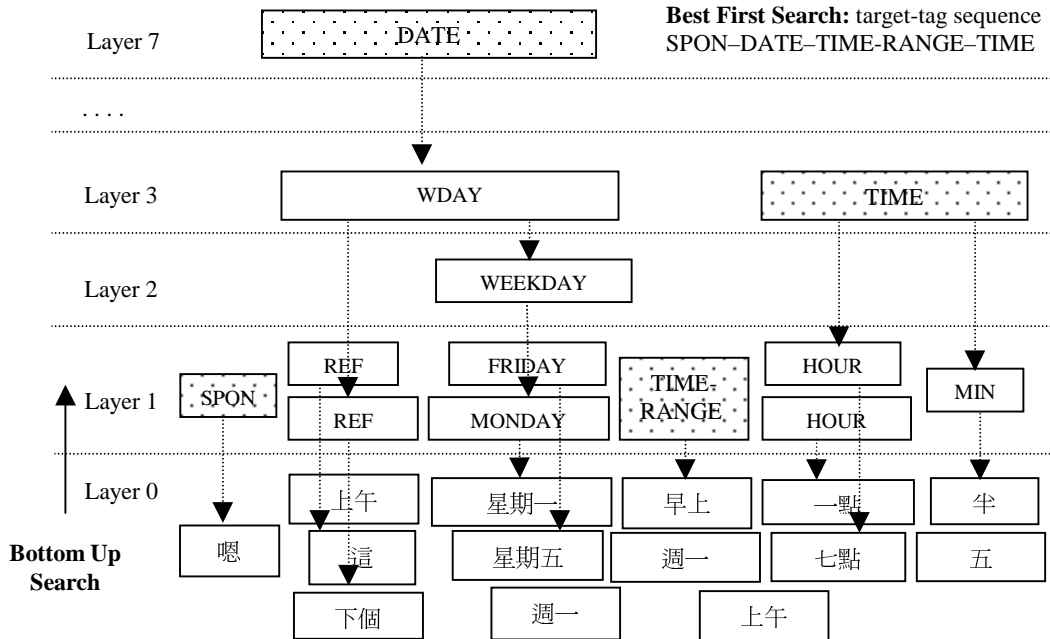 Best First Search: target-tag sequence
SPON–DATE–TIME-RANGE–TIME
Layer 7
DATE
. . . .
Layer 3
WDAY
TIME
Layer 2
WEEKDAY
Layer 1
SPON
REF
REF
FRIDAY
MONDAY
TIME-
RANGE
HOUR
HOUR
MIN
Layer 0
上午
星期一
早上
一點
半
嗯
這
星期五
週一
七點
五
下個
週一
上午
Bottom Up
Search